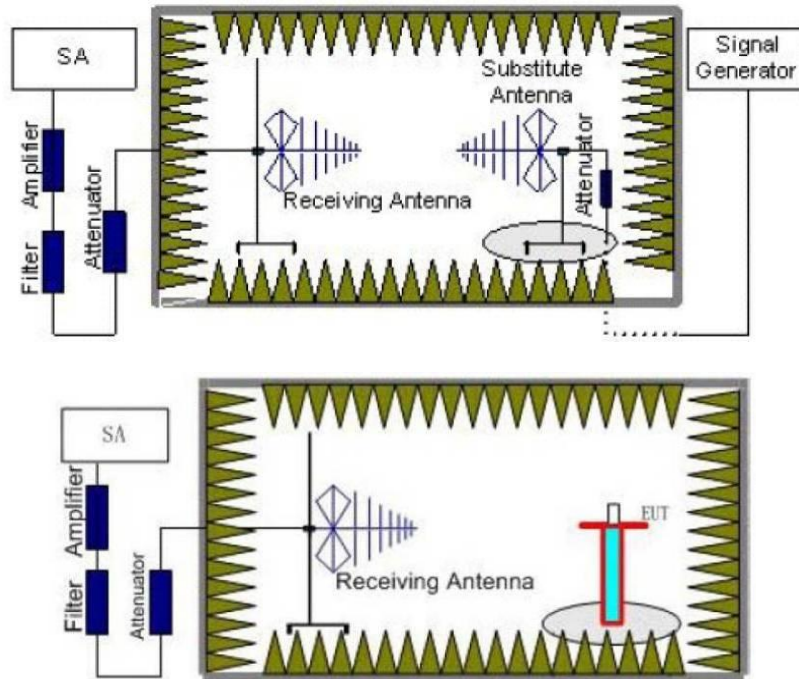 SA
Signal
Generator
Substitute
Antenna
Amplifier
Attenuator
Attenuator
Receiving Antenna
Filter
SA
Amplifier
EUT
Receiving Antenna
Filter
Attenuator